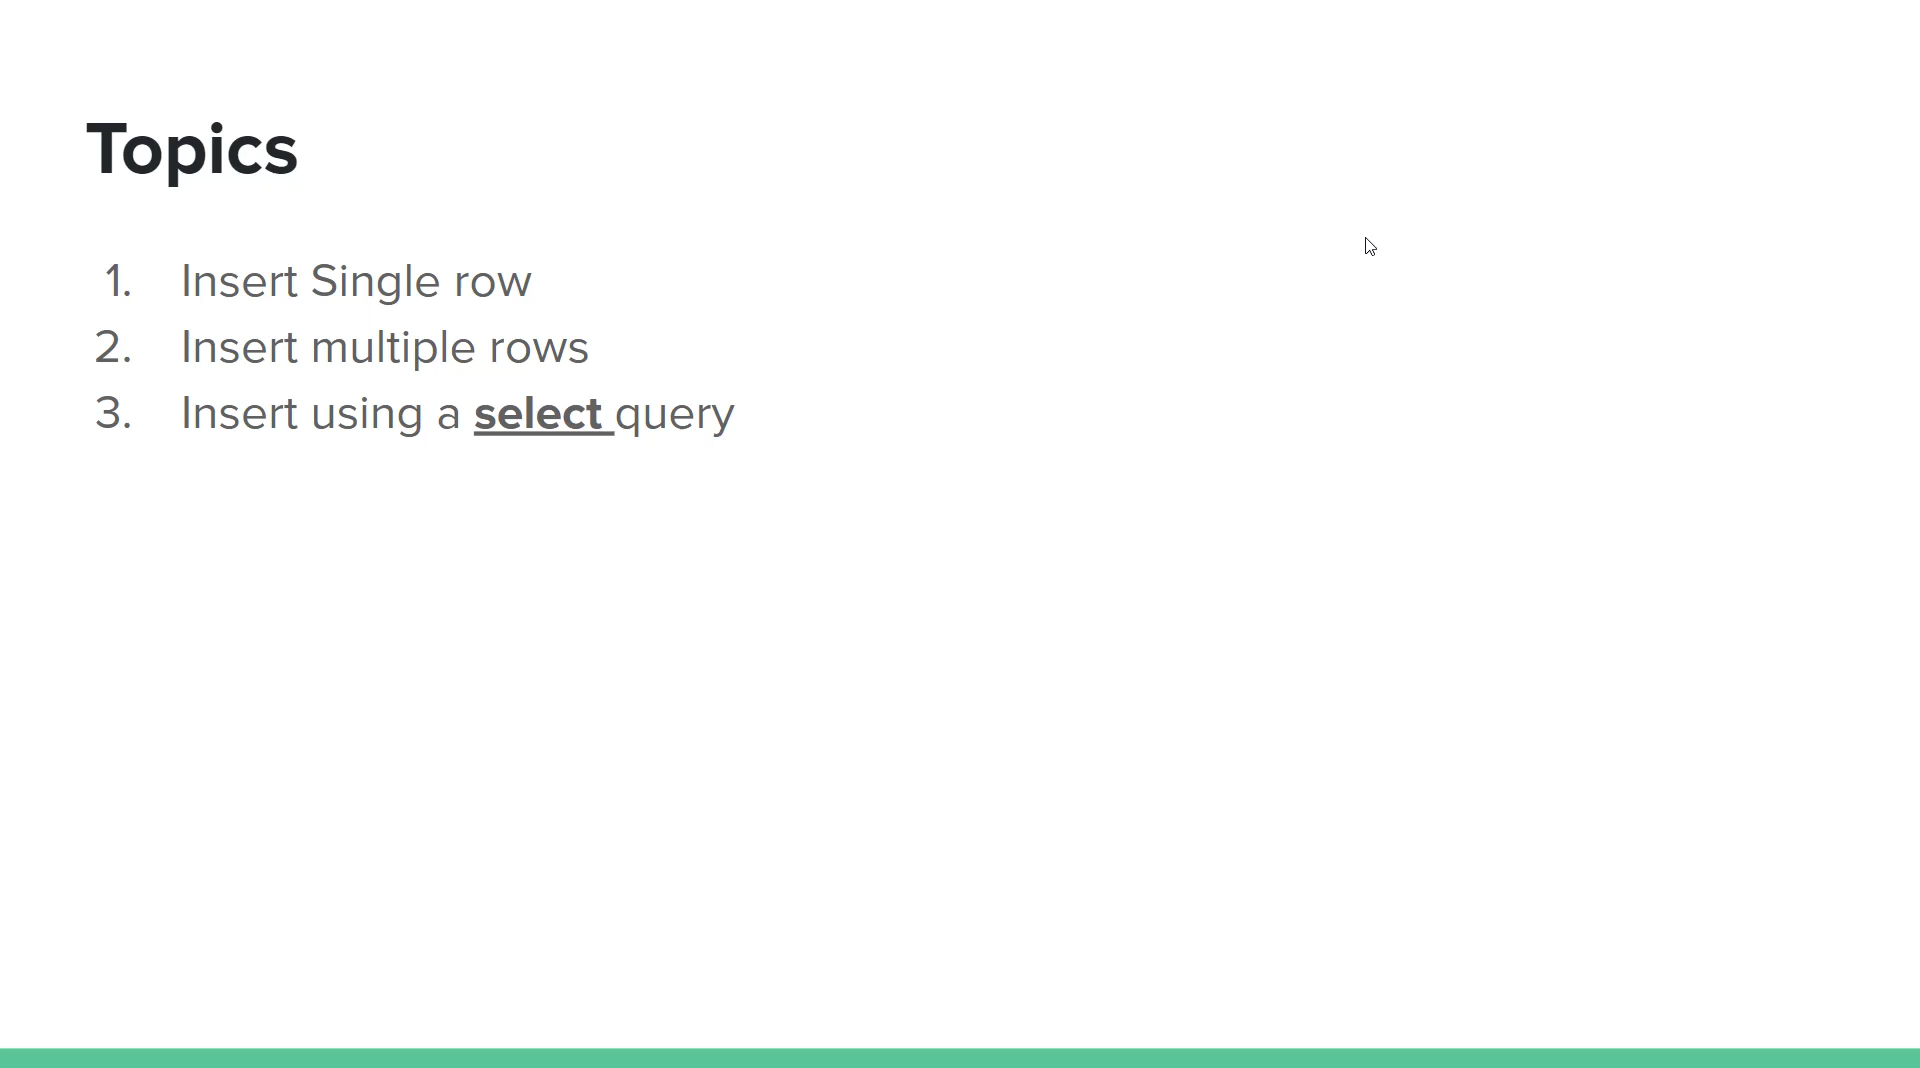 Topics
1. Insert Single row
2. Insert multiple rows
3. Insert using a select query